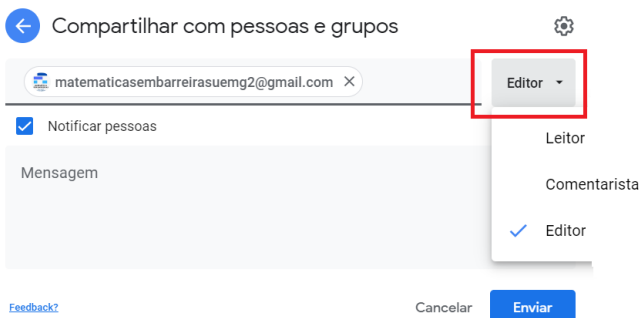 Compartilhar com pessoas e grupos
matematicasembarreirasuemg2@gmail.com
Editor
Notificar pessoas
Mensagem
Leitor
Comentarista
Editor
Feedback?
Cancelar
Enviar